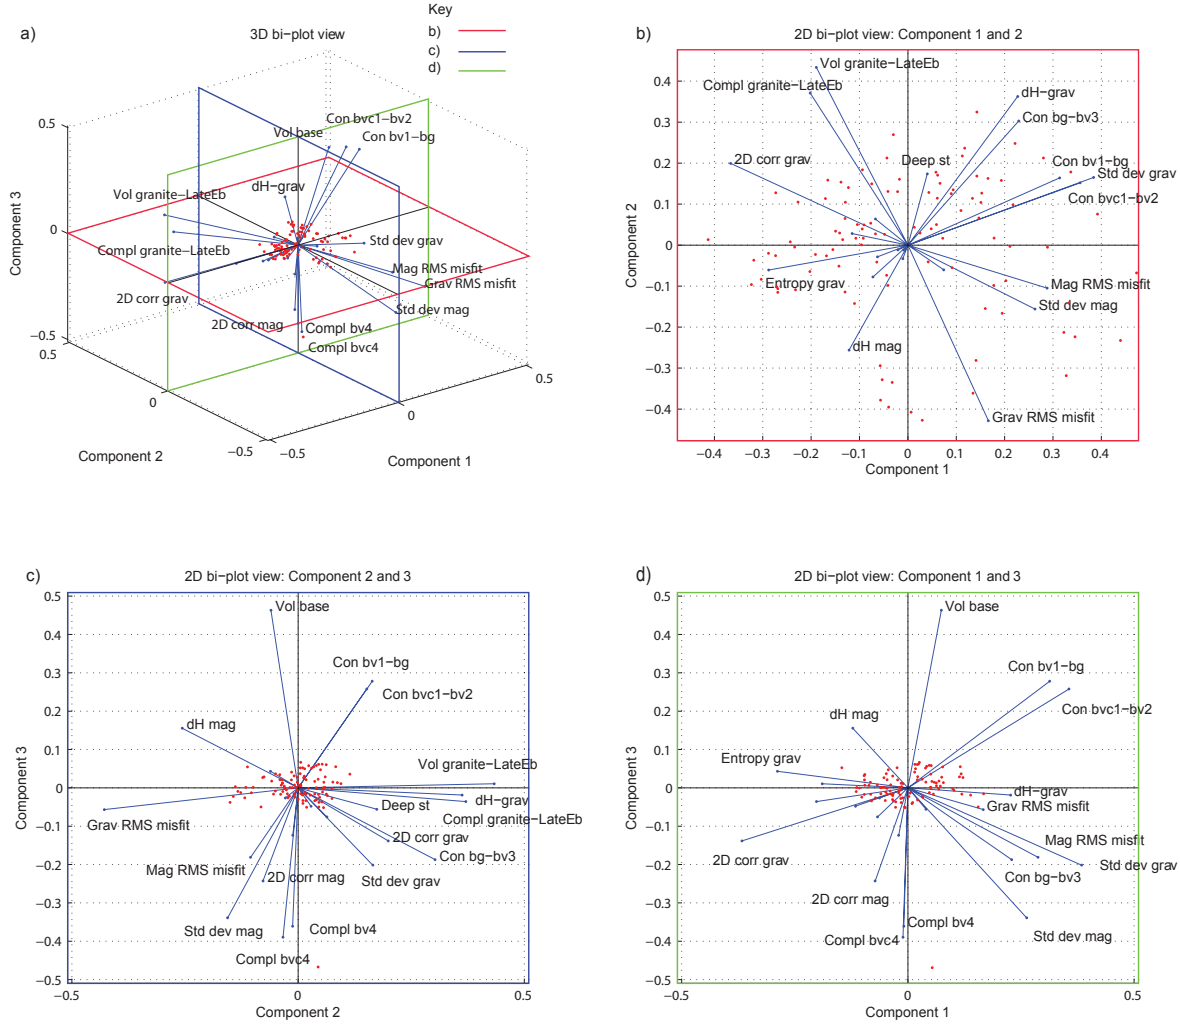 Key
a)
3D bi-plot view
b)
c)
d)
0.5
0
−0.5
Component 3
Con bvc1−bv2
Vol base
Con bv1−bg
dH−grav
Vol granite−LateEb
Compl granite−LateEb
Std dev grav
Mag RMS misfit
Grav RMS misfit
2D corr grav
Std dev mag
2D corr mag
Compl bv4
Compl bvc4
0.5
0
−0.5
Component 2
−0.5
0
0.5
Component 1
b)
2D bi-plot view: Component 1 and 2
Vol granite−LateEb
Compl granite−LateEb
dH−grav
Con bg−bv3
2D corr grav
Deep st
Con bv1−bg
Std dev grav
Con bvc1−bv2
Entropy grav
Mag RMS misfit
Std dev mag
dH mag
Grav RMS misfit
0.4
0.3
0.2
0.1
0
−0.1
−0.2
−0.3
−0.4
Component 2
−0.4
−0.3
−0.2
−0.1
0
0.1
0.2
0.3
0.4
Component 1
c)
2D bi-plot view: Component 2 and 3
Vol base
Con bv1−bg
Con bvc1−bv2
dH mag
Vol granite−LateEb
dH−grav
Deep st
Compl granite−LateEb
Grav RMS misfit
2D corr grav
Con bg−bv3
Mag RMS misfit
2D corr mag
Std dev grav
Std dev mag
Compl bv4
Compl bvc4
0.5
0.4
0.3
0.2
0.1
0
−0.1
−0.2
−0.3
−0.4
−0.5
Component 3
−0.5
0
0.5
Component 2
d)
2D bi-plot view: Component 1 and 3
Vol base
Con bv1−bg
Con bvc1−bv2
dH mag
Entropy grav
dH−grav
Grav RMS misfit
Mag RMS misfit
2D corr grav
Std dev grav
Con bg−bv3
2D corr mag
Compl bv4
Compl bvc4
Std dev mag
0.5
0.4
0.3
0.2
0.1
0
−0.1
−0.2
−0.3
−0.4
−0.5
Component 3
−0.5
0
0.5
Component 1